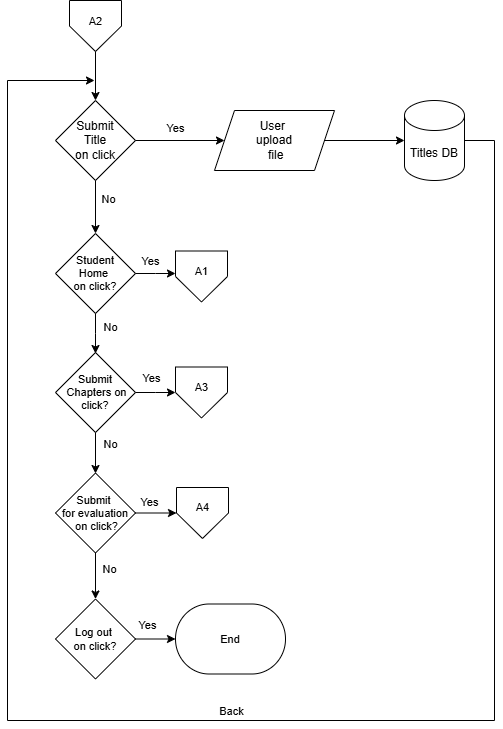 A2
Submit
Title
on click
Yes
User
upload
file
Titles DB
No
Student
Home
on click?
Yes
A1
No
Submit
Chapters on
click?
Yes
A3
No
Submit
for evaluation
on click?
Yes
A4
No
Log out
on click?
Yes
End
Back